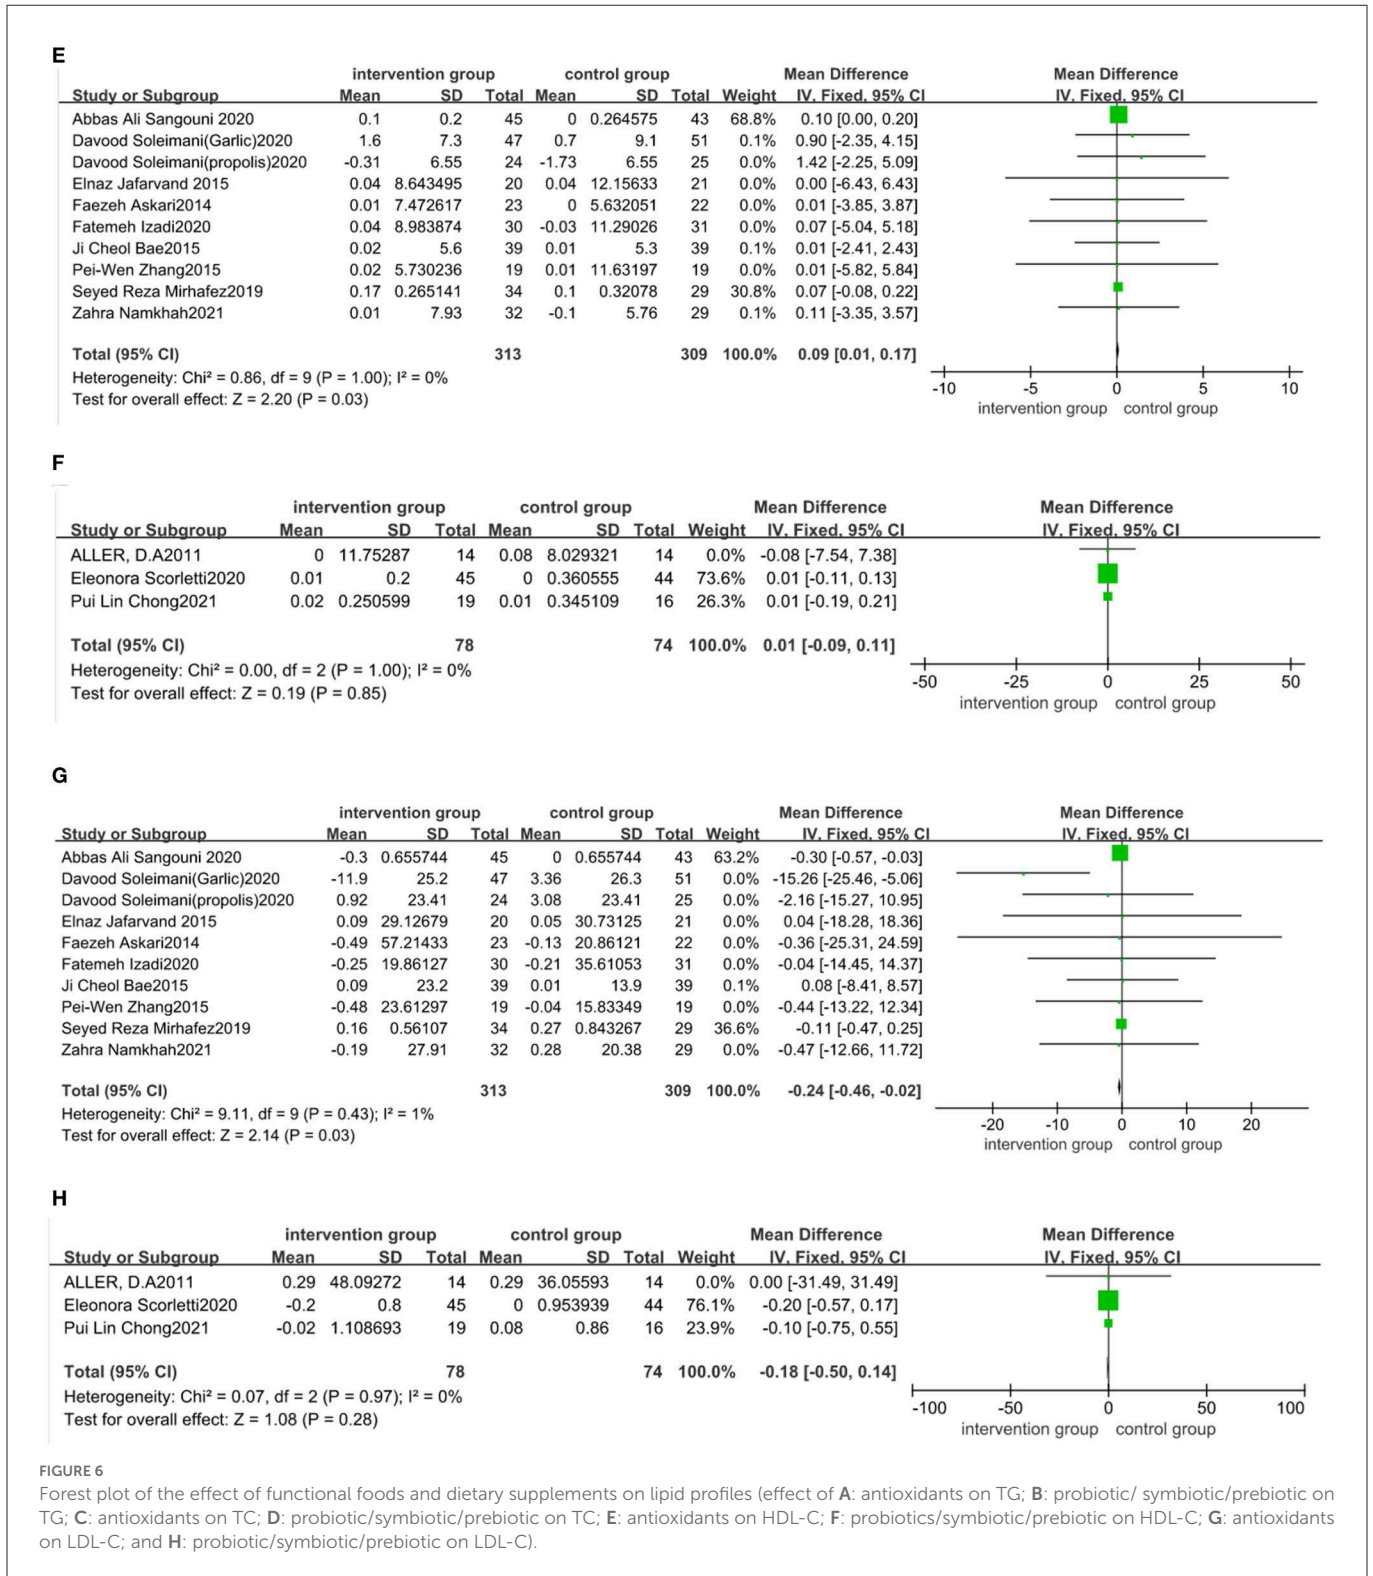 E
intervention group control group Mean Difference Mean Difference
Study or Subgroup Mean SD Total Mean SD Total Weight IV, Fixed, 95% CI IV, Fixed, 95% CI
Abbas Ali Sangouni 2020 0.1 0.2 45 0 0.264575 43 68.8% 0.10 [0.00, 0.20]
Davood Soleimani(Garlic)2020 1.6 7.3 47 0.7 9.1 51 0.1% 0.90 [-2.35, 4.15]
Davood Soleimani(propolis)2020 -0.31 6.55 24 -1.73 6.55 25 0.0% 1.42 [-2.25, 5.09]
Elnaz Jafarvand 2015 0.04 8.643495 20 0.04 12.15633 21 0.0% 0.00 [-6.43, 6.43]
Faezeh Askari2014 0.01 7.472617 23 0 5.632051 22 0.0% 0.01 [-3.85, 3.87]
Fatemeh Izadi2020 0.04 8.983874 30 -0.03 11.29026 31 0.0% 0.07 [-5.04, 5.18]
Ji Cheol Bae2015 0.02 5.6 39 0.01 5.3 39 0.1% 0.01 [-2.41, 2.43]
Pei-Wen Zhang2015 0.02 5.730236 19 0.01 11.63197 19 0.0% 0.01 [-5.82, 5.84]
Seyed Reza Mirhafez2019 0.17 0.265141 34 0.1 0.32078 29 30.8% 0.07 [-0.08, 0.22]
Zahra Namkhah2021 0.01 7.93 32 -0.1 5.76 29 0.1% 0.11 [-3.35, 3.57]
Total (95% CI) 313 309 100.0% 0.09 [0.01, 0.17]
Heterogeneity: Chi² = 0.86, df = 9 (P = 1.00); I² = 0%
Test for overall effect: Z = 2.20 (P = 0.03)
-10 -5 0 5 10
intervention group control group
F
intervention group control group Mean Difference Mean Difference
Study or Subgroup Mean SD Total Mean SD Total Weight IV, Fixed, 95% CI IV, Fixed, 95% CI
ALLER, D.A2011 0 11.75287 14 0.08 8.029321 14 0.0% -0.08 [-7.54, 7.38]
Eleonora Scorletti2020 0.01 0.2 45 0 0.360555 44 73.6% 0.01 [-0.11, 0.13]
Pui Lin Chong2021 0.02 0.250599 19 0.01 0.345109 16 26.3% 0.01 [-0.19, 0.21]
Total (95% CI) 78 74 100.0% 0.01 [-0.09, 0.11]
Heterogeneity: Chi² = 0.00, df = 2 (P = 1.00); I² = 0%
Test for overall effect: Z = 0.19 (P = 0.85)
-50 -25 0 25 50
intervention group control group
G
intervention group control group Mean Difference Mean Difference
Study or Subgroup Mean SD Total Mean SD Total Weight IV, Fixed, 95% CI IV, Fixed, 95% CI
Abbas Ali Sangouni 2020 -0.3 0.655744 45 0 0.655744 43 63.2% -0.30 [-0.57, -0.03]
Davood Soleimani(Garlic)2020 -11.9 25.2 47 3.36 26.3 51 0.0% -15.26 [-25.46, -5.06]
Davood Soleimani(propolis)2020 0.92 23.41 24 3.08 23.41 25 0.0% -2.16 [-15.27, 10.95]
Elnaz Jafarvand 2015 0.09 29.12679 20 0.05 30.73125 21 0.0% 0.04 [-18.28, 18.36]
Faezeh Askari2014 -0.49 57.21433 23 -0.13 20.86121 22 0.0% -0.36 [-25.31, 24.59]
Fatemeh Izadi2020 -0.25 19.86127 30 -0.21 35.61053 31 0.0% -0.04 [-14.45, 14.37]
Ji Cheol Bae2015 0.09 23.2 39 0.01 13.9 39 0.1% 0.08 [-8.41, 8.57]
Pei-Wen Zhang2015 -0.48 23.61297 19 -0.04 15.83349 19 0.0% -0.44 [-13.22, 12.34]
Seyed Reza Mirhafez2019 0.16 0.56107 34 0.27 0.843267 29 36.6% -0.11 [-0.47, 0.25]
Zahra Namkhah2021 -0.19 27.91 32 0.28 20.38 29 0.0% -0.47 [-12.66, 11.72]
Total (95% CI) 313 309 100.0% -0.24 [-0.46, -0.02]
Heterogeneity: Chi² = 9.11, df = 9 (P = 0.43); I² = 1%
Test for overall effect: Z = 2.14 (P = 0.03)
-20 -10 0 10 20
intervention group control group
H
intervention group control group Mean Difference Mean Difference
Study or Subgroup Mean SD Total Mean SD Total Weight IV, Fixed, 95% CI IV, Fixed, 95% CI
ALLER, D.A2011 0.29 48.09272 14 0.29 36.05593 14 0.0% 0.00 [-31.49, 31.49]
Eleonora Scorletti2020 -0.2 0.8 45 0 0.953939 44 76.1% -0.20 [-0.57, 0.17]
Pui Lin Chong2021 -0.02 1.108693 19 0.08 0.86 16 23.9% -0.10 [-0.75, 0.55]
Total (95% CI) 78 74 100.0% -0.18 [-0.50, 0.14]
Heterogeneity: Chi² = 0.07, df = 2 (P = 0.97); I² = 0%
Test for overall effect: Z = 1.08 (P = 0.28)
-100 -50 0 50 100
intervention group control group
FIGURE 6
Forest plot of the effect of functional foods and dietary supplements on lipid profiles (effect of A: antioxidants on TG; B: probiotic/ symbiotic/prebiotic on
TG; C: antioxidants on TC; D: probiotic/symbiotic/prebiotic on TC; E: antioxidants on HDL-C; F: probiotics/symbiotic/prebiotic on HDL-C; G: antioxidants
on LDL-C; and H: probiotic/symbiotic/prebiotic on LDL-C).